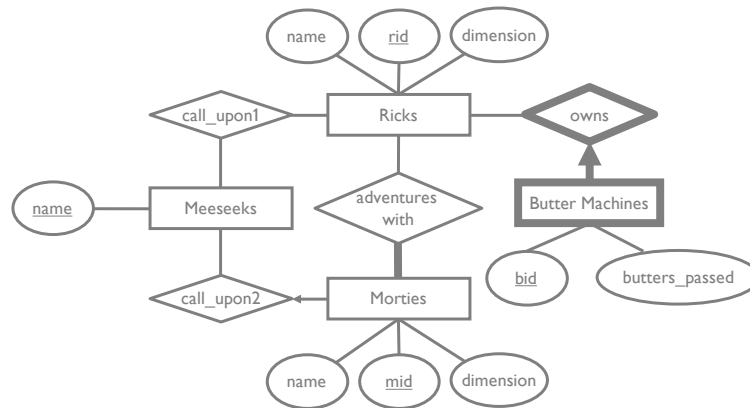 name
rid
dimension
call_upon1
Ricks
owns
name
Meeseeks
adventures
with
Butter Machines
call_upon2
Morties
bid
butters_passed
name
mid
dimension